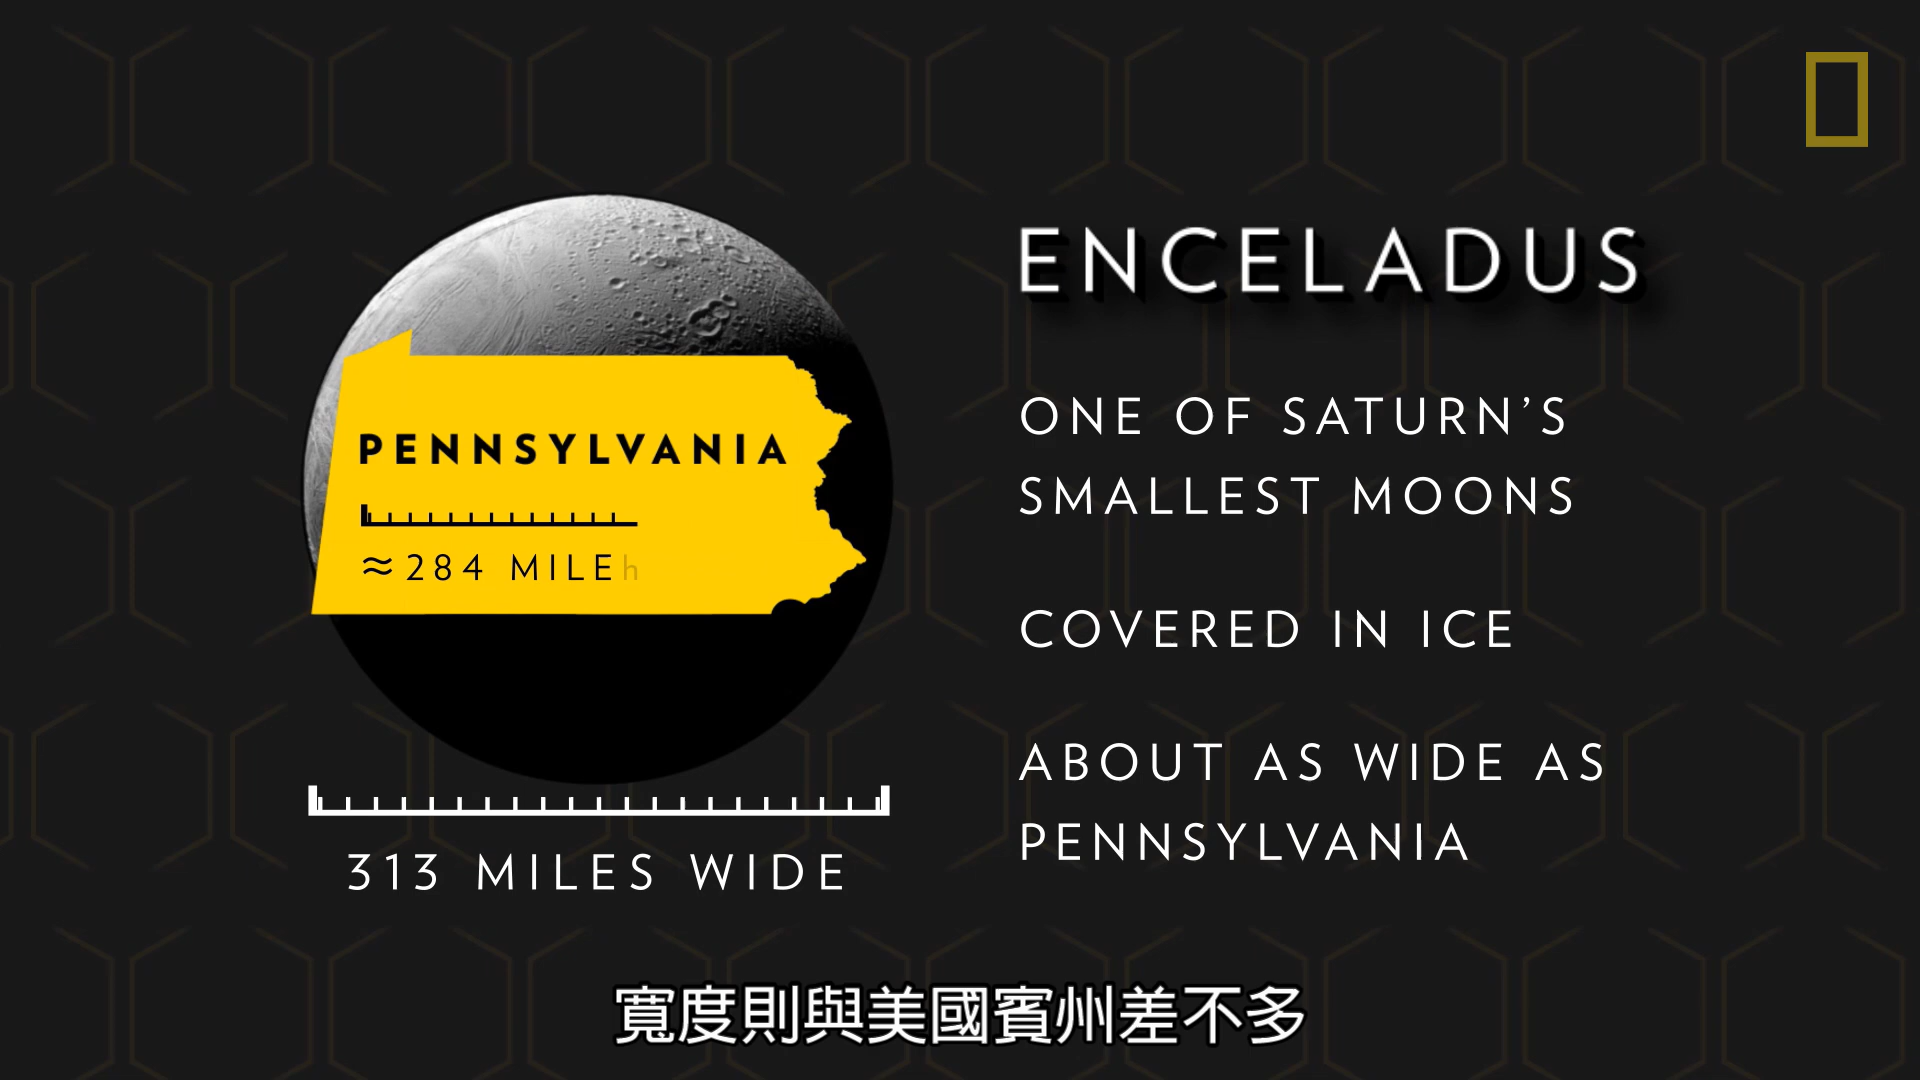 ENCELADUS
ONE OF SATURN’S
SMALLEST MOONS
COVERED IN ICE
ABOUT AS WIDE AS
PENNSYLVANIA
PENNSYLVANIA
≈284 MILEh
313 MILES WIDE
寬度則與美國賓州差不多